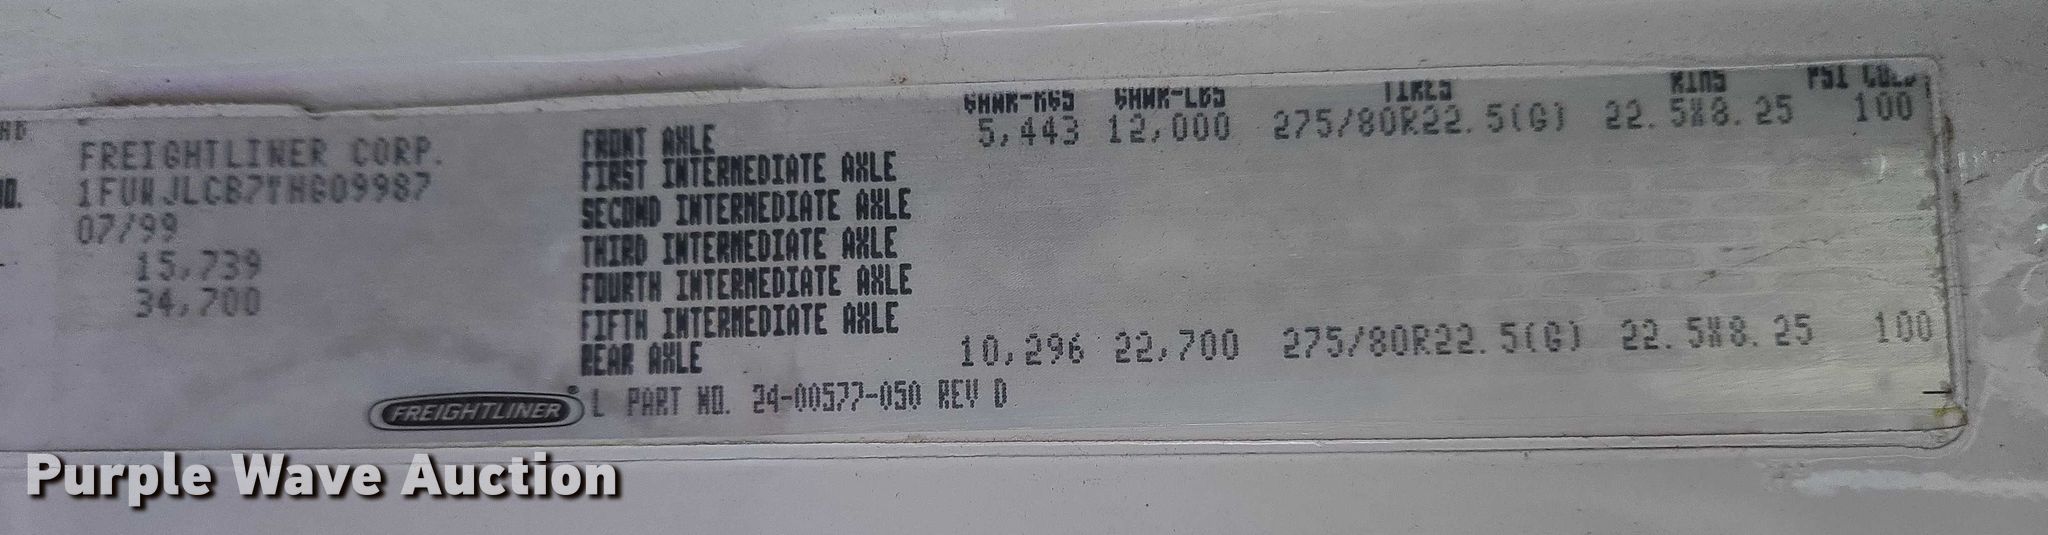 GAWR-KGS GAWR-LBS TIRES RIMS PSI COLD
FREIGHTLINER CORP.
FRONT AXLE 5,443 12,000 275/80R22.5(G) 22.5X8.25 100
FIRST INTERMEDIATE AXLE
NO. 1FUWJLCB7YHG09987
SECOND INTERMEDIATE AXLE
07/99
THIRD INTERMEDIATE AXLE
15,739
FOURTH INTERMEDIATE AXLE
34,700
FIFTH INTERMEDIATE AXLE
REAR AXLE 10,296 22,700 275/80R22.5(G) 22.5X8.25 100
FREIGHTLINER L PART NO. 24-00577-050 REV D
Purple Wave Auction